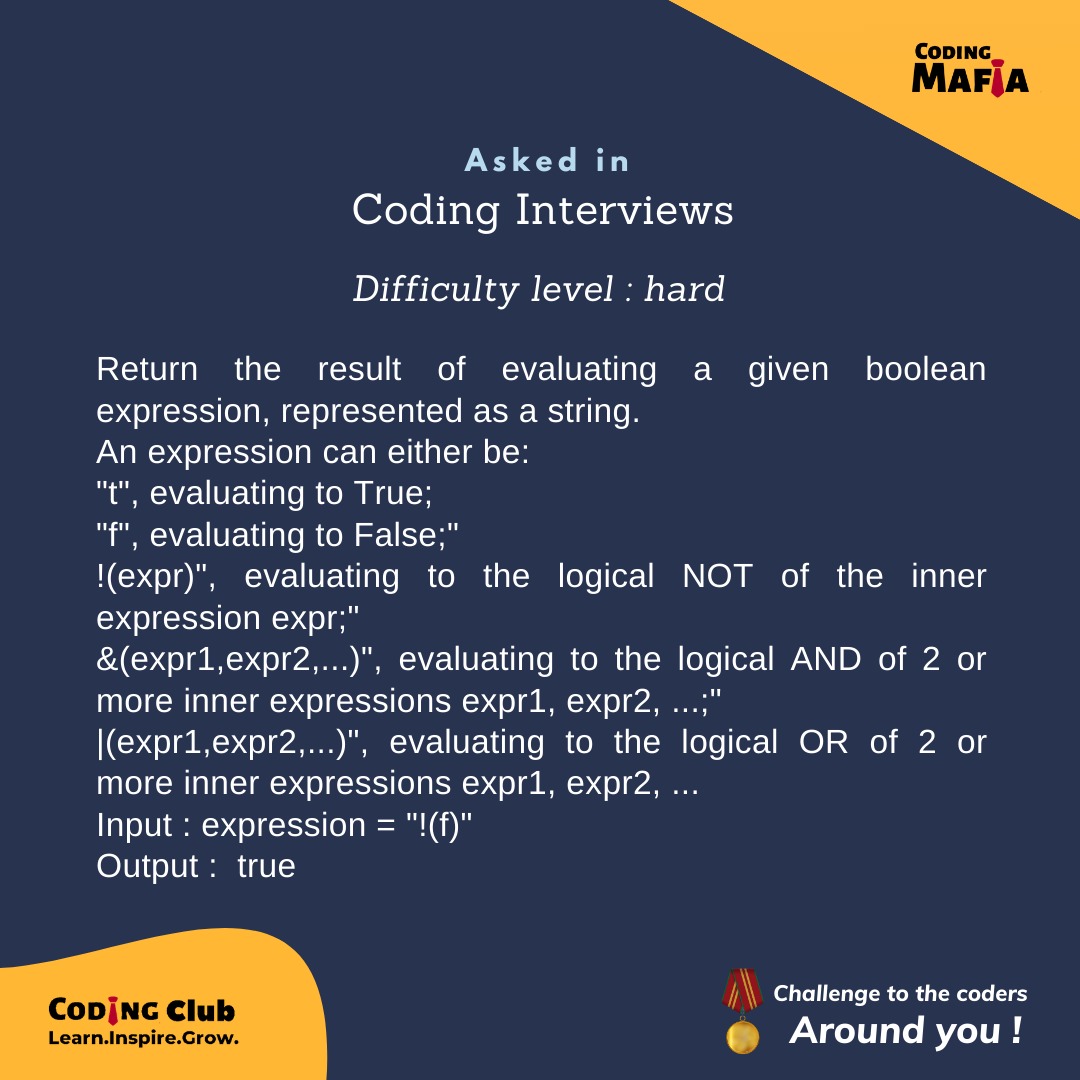 CODING
MAFIA
Asked in
Coding Interviews
Difficulty level : hard
Return the result of evaluating a given boolean
expression, represented as a string.
An expression can either be:
"t", evaluating to True;
"f", evaluating to False;"
!(expr)", evaluating to the logical NOT of the inner
expression expr;"
&(expr1,expr2,...)", evaluating to the logical AND of 2 or
more inner expressions expr1, expr2, ...;"
|(expr1,expr2,...)", evaluating to the logical OR of 2 or
more inner expressions expr1, expr2, ...
Input : expression = "!(f)"
Output :  true
CODING Club
Learn.Inspire.Grow.
Challenge to the coders
Around you !